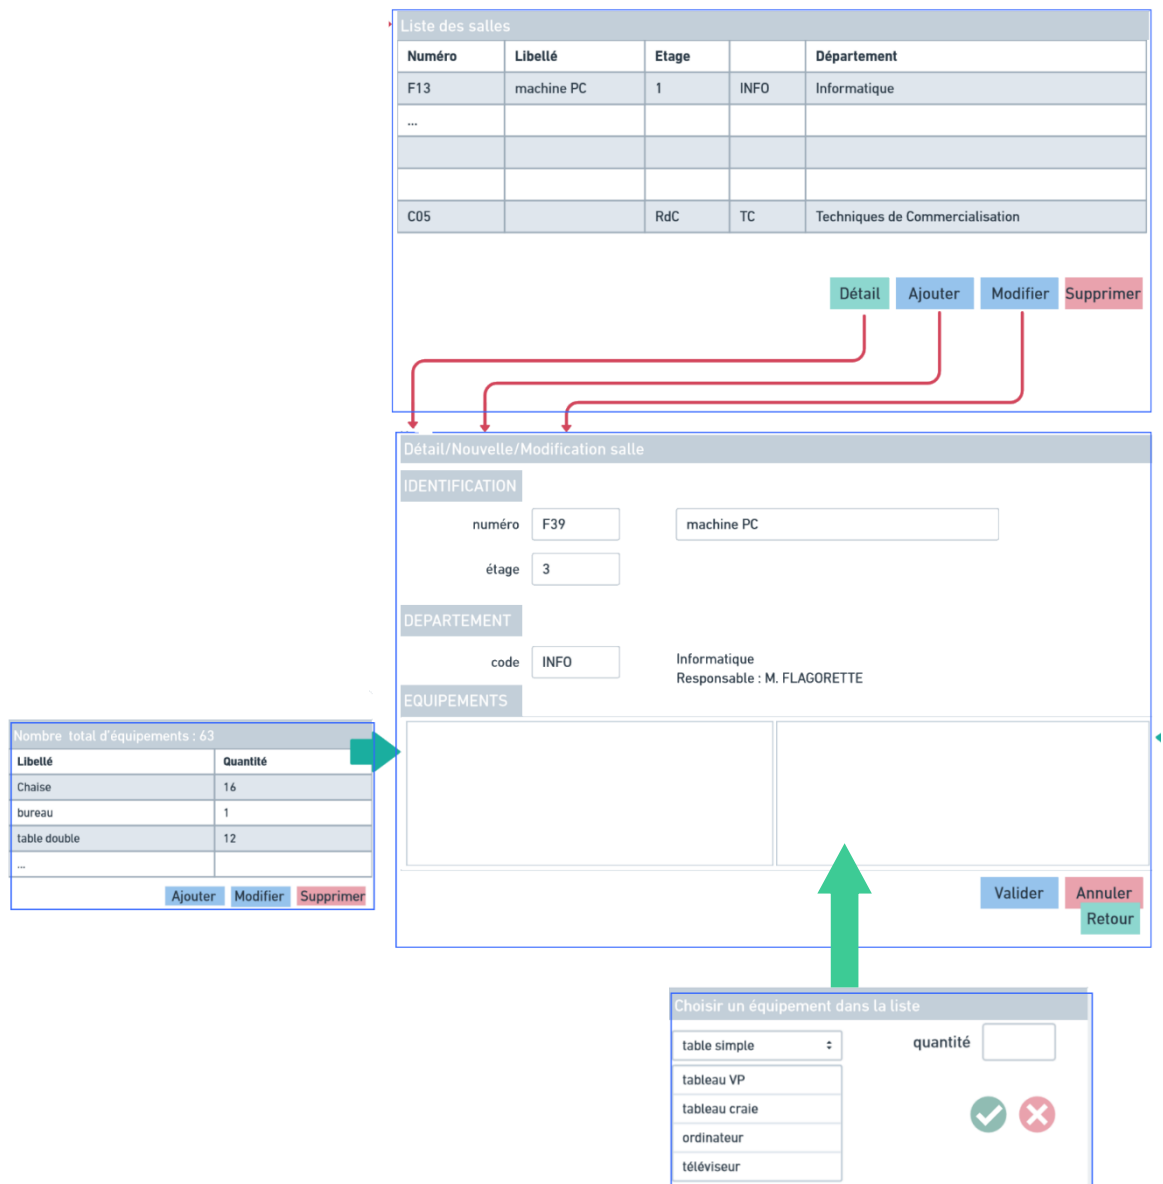 Liste des salles
Numéro Libellé Etage Département
F13 machine PC 1 INFO Informatique
...
C05 RdC TC Techniques de Commercialisation
Détail Ajouter Modifier Supprimer
Détail/Nouvelle/Modification salle
IDENTIFICATION
numéro F39 machine PC
étage 3
DEPARTEMENT
code INFO Informatique
Responsable : M. FLAGORETTE
EQUIPEMENTS
Nombre total d'équipements : 63
Libellé Quantité
Chaise 16
bureau 1
table double 12
...
Ajouter Modifier Supprimer
Valider Annuler
Retour
Choisir un équipement dans la liste
table simple quantité
tableau VP
tableau craie
ordinateur
téléviseur